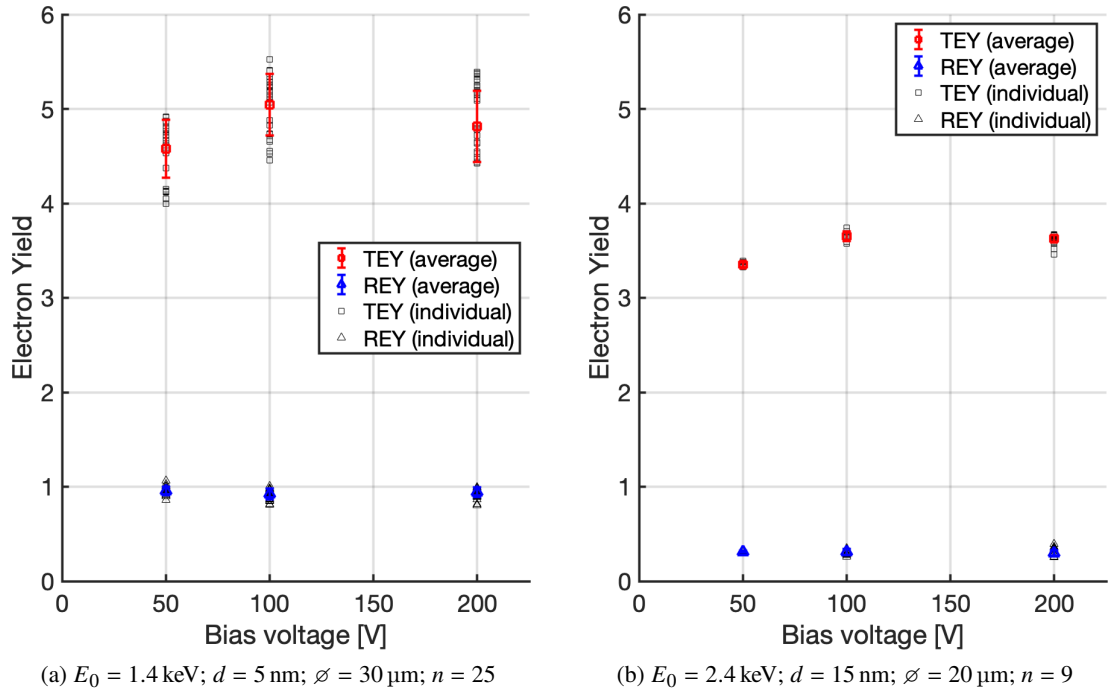 6
5
4
3
2
1
0
0
50
100
150
200
Electron Yield
Bias voltage [V]
TEY (average)
REY (average)
TEY (individual)
REY (individual)
(a) E₀ = 1.4 keV; d = 5 nm; ⌀ = 30 µm; n = 25
6
5
4
3
2
1
0
0
50
100
150
200
Electron Yield
Bias voltage [V]
TEY (average)
REY (average)
TEY (individual)
REY (individual)
(b) E₀ = 2.4 keV; d = 15 nm; ⌀ = 20 µm; n = 9